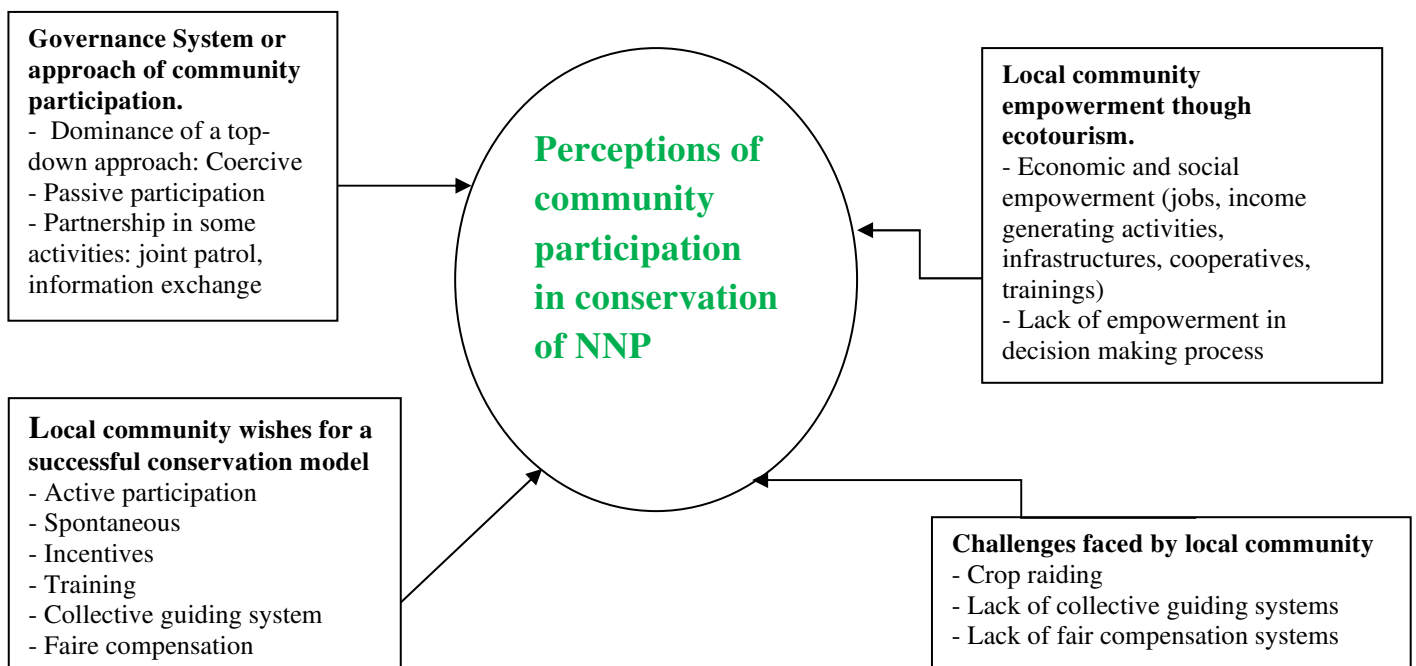 Governance System or
approach of community
participation.
- Dominance of a top-
down approach: Coercive
- Passive participation
- Partnership in some
activities: joint patrol,
information exchange
Perceptions of
community
participation
in conservation
of NNP
Local community
empowerment though
ecotourism.
- Economic and social
empowerment (jobs, income
generating activities,
infrastructures, cooperatives,
trainings)
- Lack of empowerment in
decision making process
Local community wishes for a
successful conservation model
- Active participation
- Spontaneous
- Incentives
- Training
- Collective guiding system
- Faire compensation
Challenges faced by local community
- Crop raiding
- Lack of collective guiding systems
- Lack of fair compensation systems